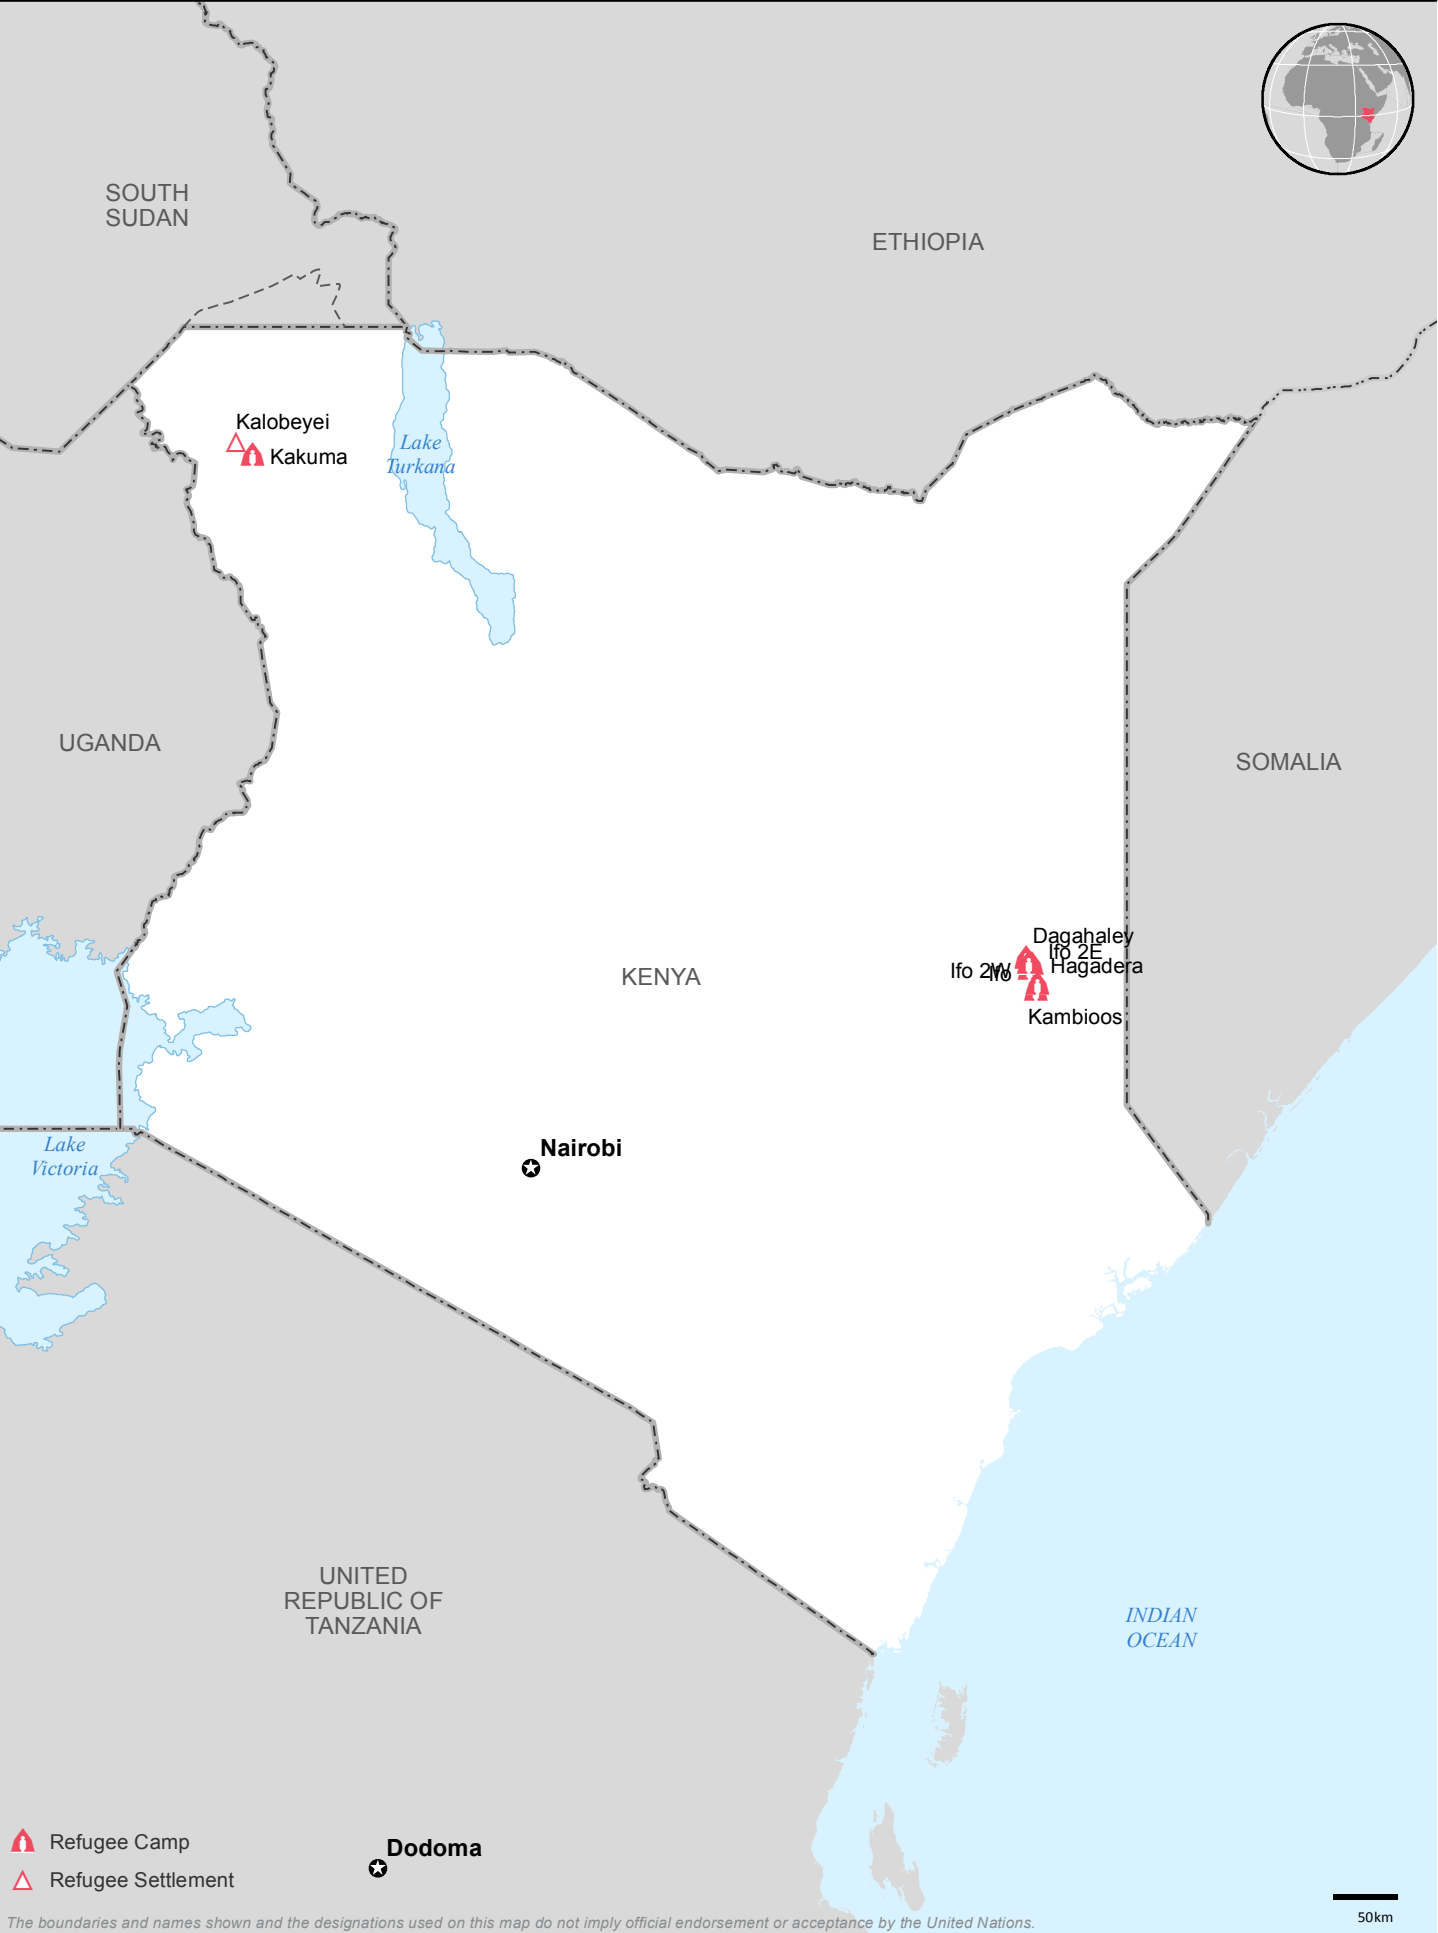 SOUTH
SUDAN
ETHIOPIA
Kalobeyei
Kakuma
Lake
Turkana
UGANDA
SOMALIA
Dagahaley
Ifo 2E
Hagadera
Ifo 2W
Ifo
KENYA
Kambioos
Nairobi
Lake
Victoria
UNITED
REPUBLIC OF
TANZANIA
INDIAN
OCEAN
Refugee Camp
Refugee Settlement
Dodoma
50km
The boundaries and names shown and the designations used on this map do not imply official endorsement or acceptance by the United Nations.